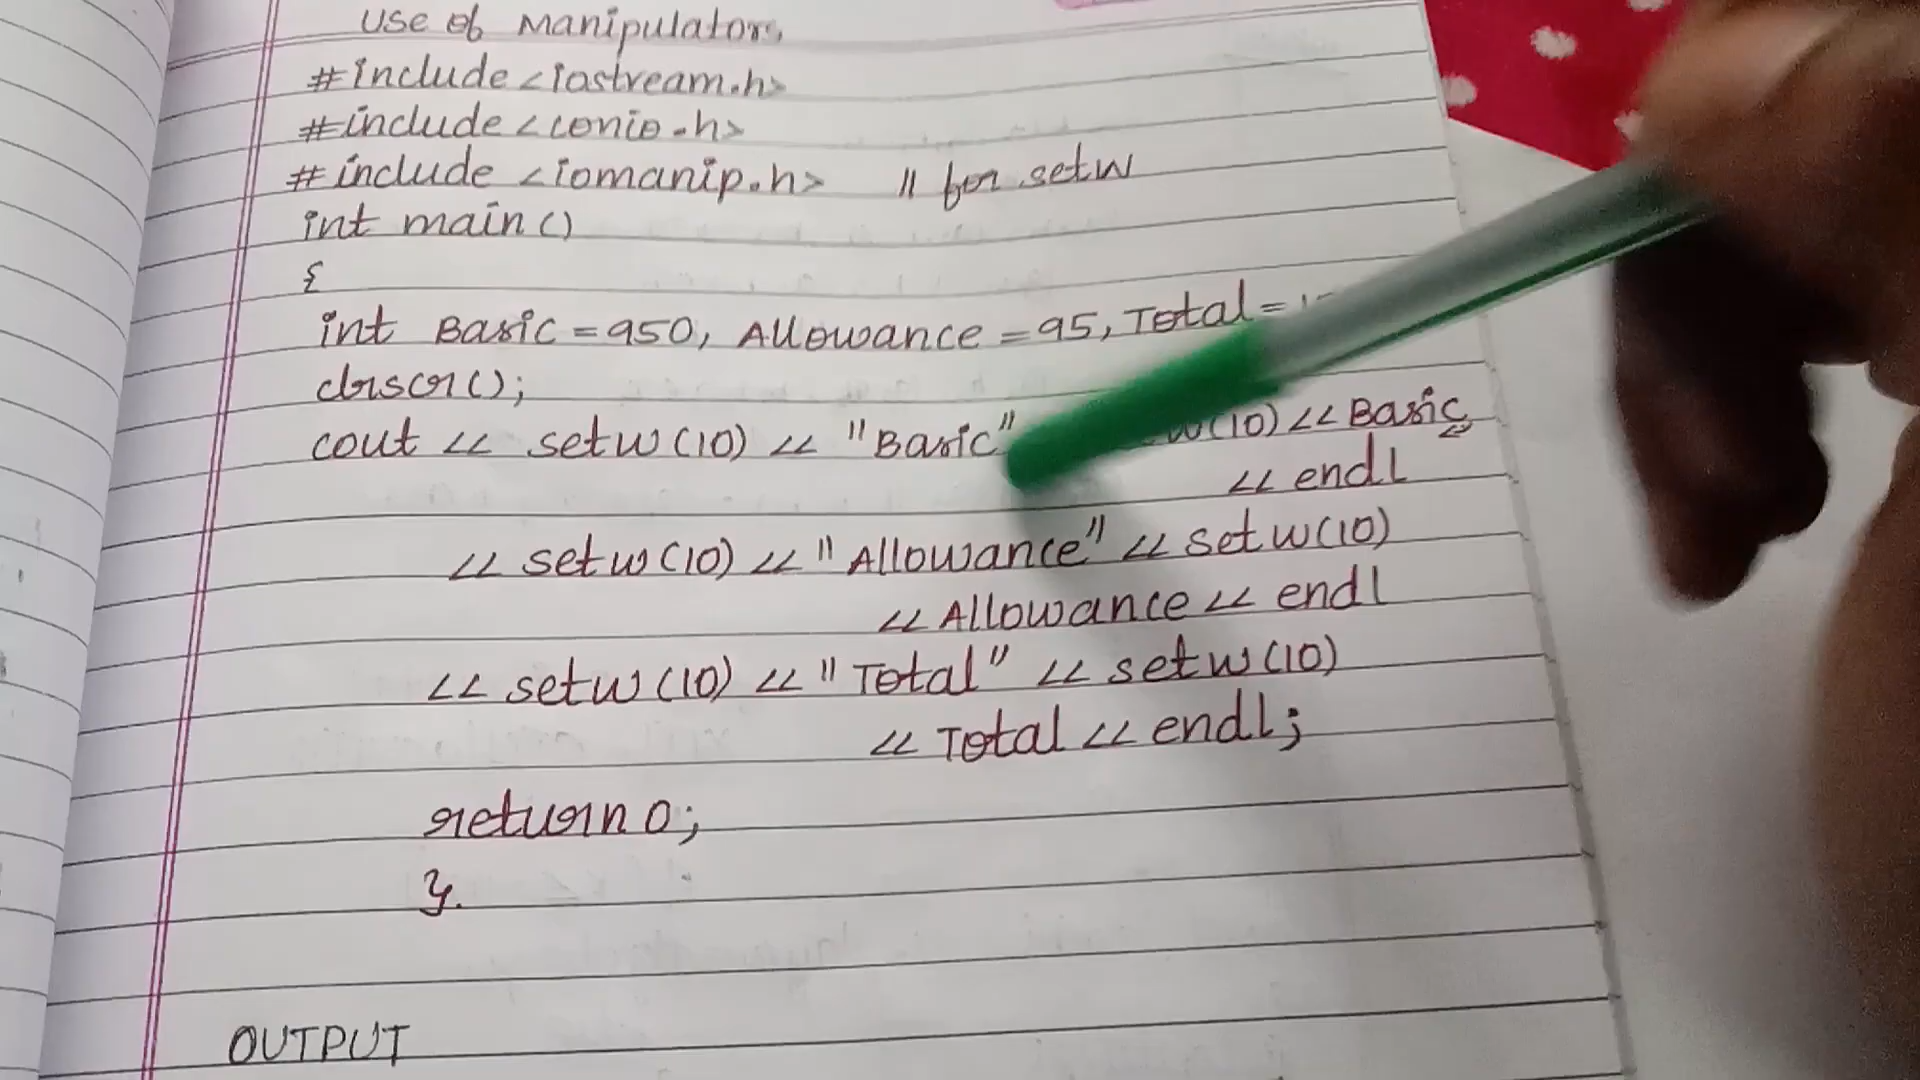 Use of Manipulators
#include <iostream.h>
#include <conio.h>
#include <iomanip.h> // for setw
int main()
{
int Basic = 950, Allowance = 95, Total =
clrscr();
cout << setw(10) << "Basic" (10) << Basic
<< endl
<< setw(10) << "Allowance" << setw(10)
<< Allowance << endl
<< setw(10) << "Total" << setw(10)
<< Total << endl;
return 0;
}.
OUTPUT